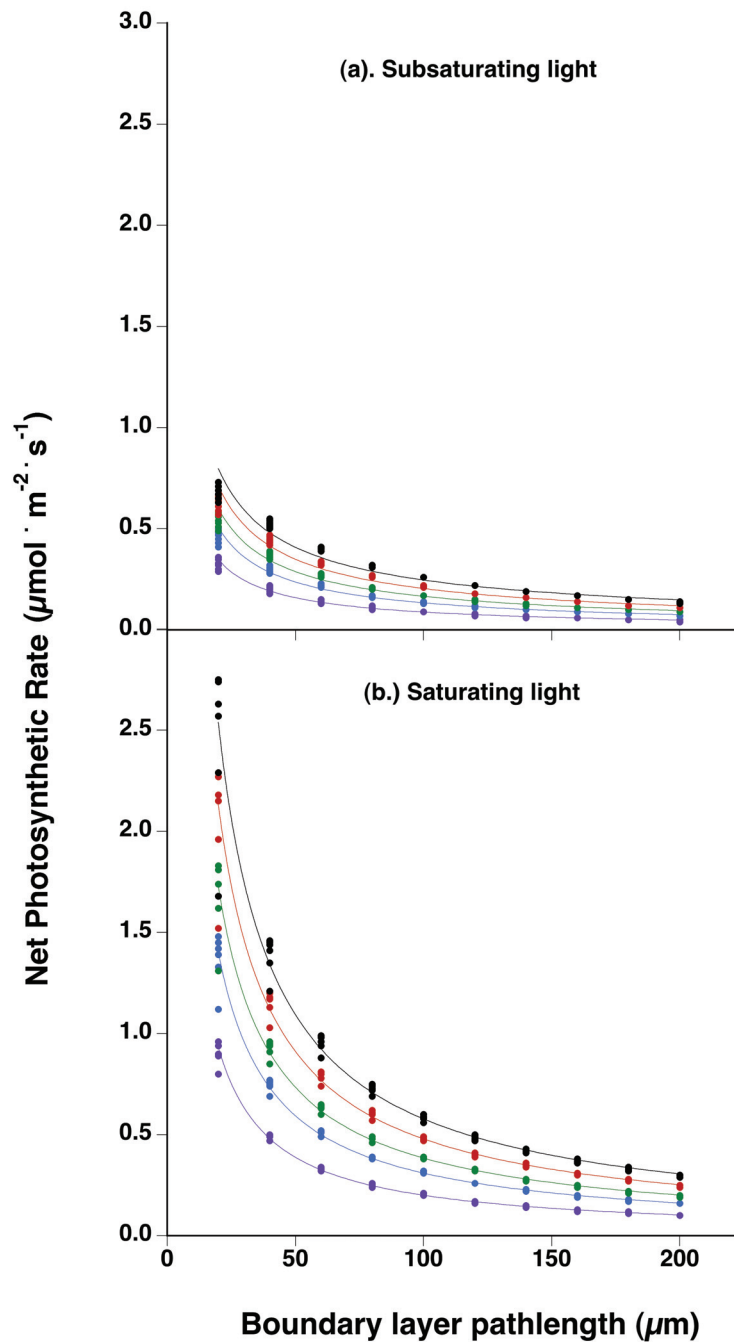 3.0
(a). Subsaturating light
2.5
2.0
1.5
1.0
0.5
0.0
(b.) Saturating light
2.5
2.0
1.5
1.0
0.5
0.0
0 50 100 150 200
Boundary layer pathlength (µm)
Net Photosynthetic Rate (µmol · m⁻² · s⁻¹)